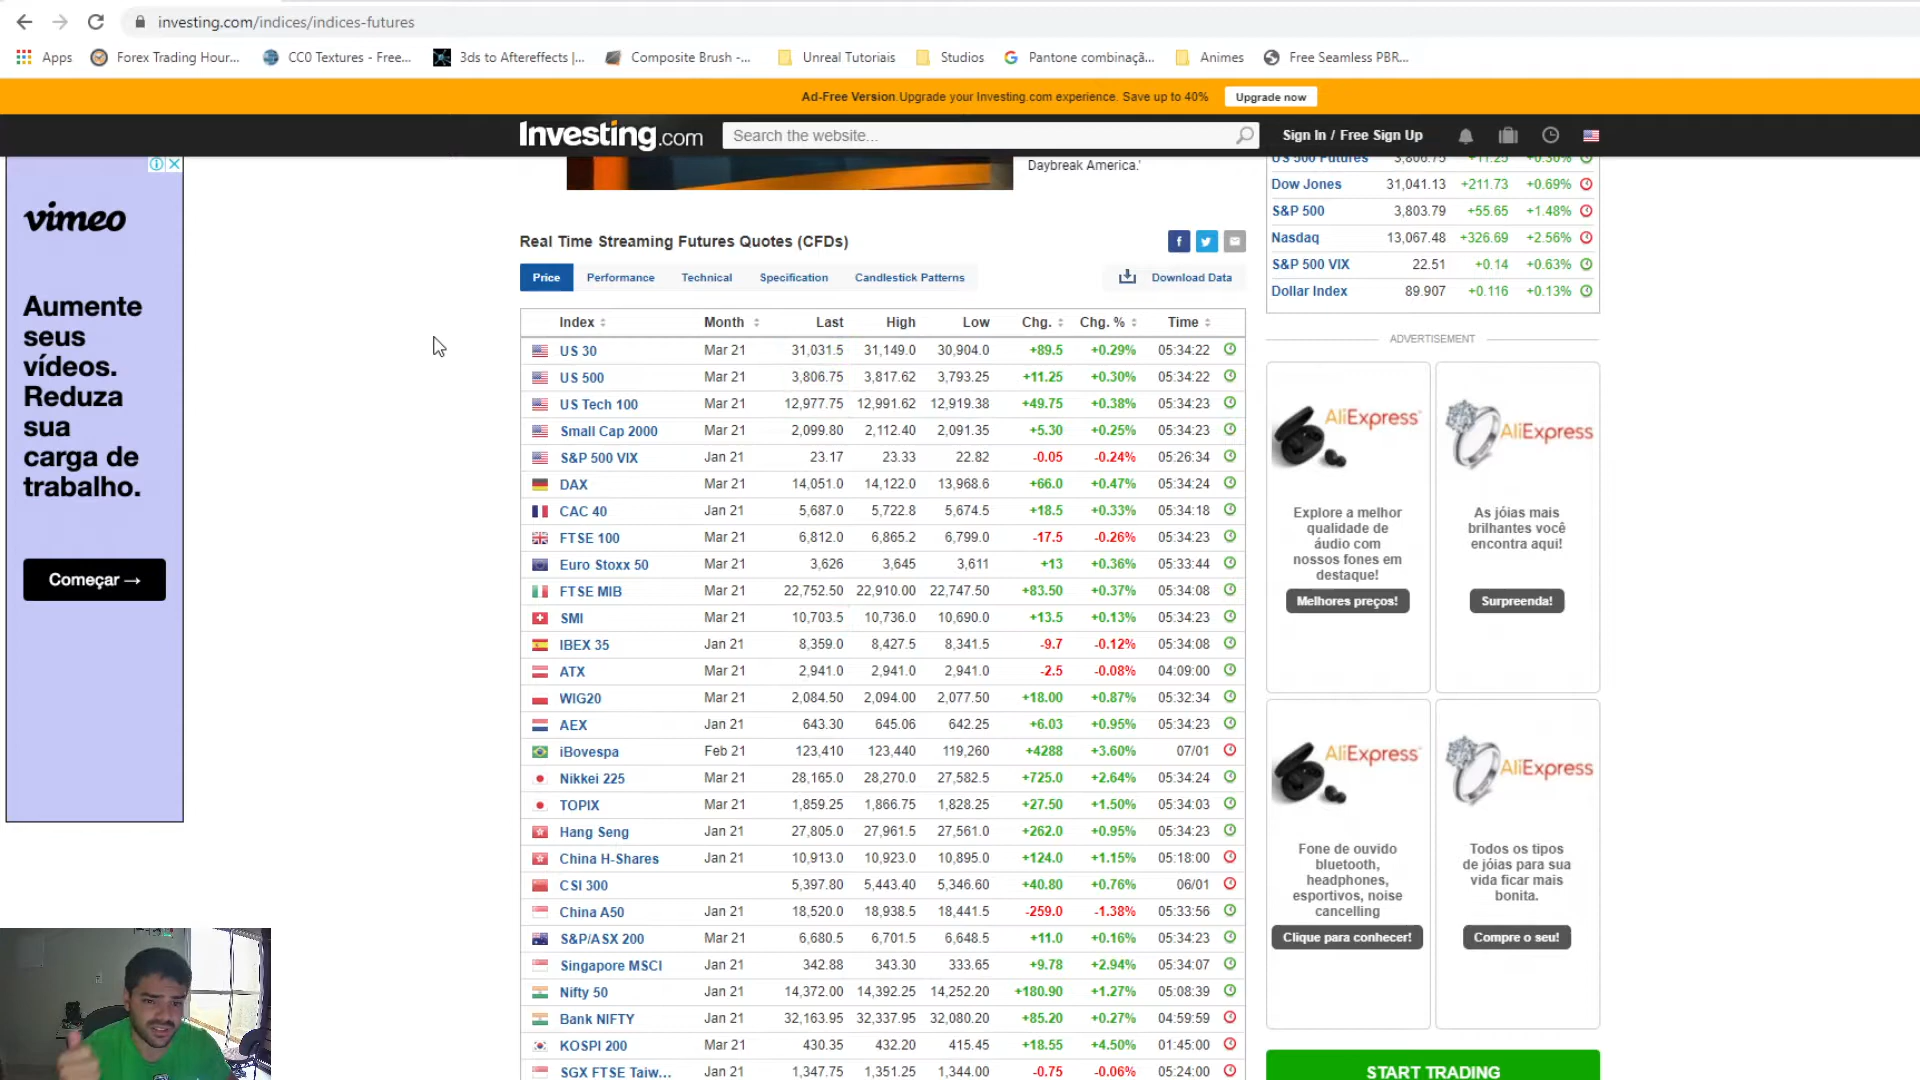 investing.com/indices/indices-futures
Apps Forex Trading Hour... CC0 Textures - Free... 3ds to Aftereffects |... Composite Brush -... Unreal Tutoriais Studios Pantone combinaçã... Animes Free Seamless PBR...
Ad-Free Version.Upgrade your Investing.com experience. Save up to 40% Upgrade now
Investing.com Search the website... Sign In / Free Sign Up
Daybreak America.'
US 500 Futures 3,806.75 +11.25 +0.30%
Dow Jones 31,041.13 +211.73 +0.69%
S&P 500 3,803.79 +55.65 +1.48%
Nasdaq 13,067.48 +326.69 +2.56%
S&P 500 VIX 22.51 +0.14 +0.63%
Dollar Index 89.907 +0.116 +0.13%
vimeo
Aumente
seus
vídeos.
Reduza
sua
carga de
trabalho.
Começar →
Real Time Streaming Futures Quotes (CFDs)
Price Performance Technical Specification Candlestick Patterns Download Data
Index Month Last High Low Chg. Chg. % Time
US 30 Mar 21 31,031.5 31,149.0 30,904.0 +89.5 +0.29% 05:34:22
US 500 Mar 21 3,806.75 3,817.62 3,793.25 +11.25 +0.30% 05:34:22
US Tech 100 Mar 21 12,977.75 12,991.62 12,919.38 +49.75 +0.38% 05:34:23
Small Cap 2000 Mar 21 2,099.80 2,112.40 2,091.35 +5.30 +0.25% 05:34:23
S&P 500 VIX Jan 21 23.17 23.33 22.82 -0.05 -0.24% 05:26:34
DAX Mar 21 14,051.0 14,122.0 13,968.6 +66.0 +0.47% 05:34:24
CAC 40 Jan 21 5,687.0 5,722.8 5,674.5 +18.5 +0.33% 05:34:18
FTSE 100 Mar 21 6,812.0 6,865.2 6,799.0 -17.5 -0.26% 05:34:23
Euro Stoxx 50 Mar 21 3,626 3,645 3,611 +13 +0.36% 05:33:44
FTSE MIB Mar 21 22,752.50 22,910.00 22,747.50 +83.50 +0.37% 05:34:08
SMI Mar 21 10,703.5 10,736.0 10,690.0 +13.5 +0.13% 05:34:23
IBEX 35 Jan 21 8,359.0 8,427.5 8,341.5 -9.7 -0.12% 05:34:08
ATX Mar 21 2,941.0 2,941.0 2,941.0 -2.5 -0.08% 04:09:00
WIG20 Mar 21 2,084.50 2,094.00 2,077.50 +18.00 +0.87% 05:32:34
AEX Jan 21 643.30 645.06 642.25 +6.03 +0.95% 05:34:23
iBovespa Feb 21 123,410 123,440 119,260 +4288 +3.60% 07/01
Nikkei 225 Mar 21 28,165.0 28,270.0 27,582.5 +725.0 +2.64% 05:34:24
TOPIX Mar 21 1,859.25 1,866.75 1,828.25 +27.50 +1.50% 05:34:03
Hang Seng Jan 21 27,805.0 27,961.5 27,561.0 +262.0 +0.95% 05:34:23
China H-Shares Jan 21 10,913.0 10,923.0 10,895.0 +124.0 +1.15% 05:18:00
CSI 300 5,397.80 5,443.40 5,346.60 +40.80 +0.76% 06/01
China A50 Jan 21 18,520.0 18,938.5 18,441.5 -259.0 -1.38% 05:33:56
S&P/ASX 200 Mar 21 6,680.5 6,701.5 6,648.5 +11.0 +0.16% 05:34:23
Singapore MSCI Jan 21 342.88 343.30 333.65 +9.78 +2.94% 05:34:07
Nifty 50 Jan 21 14,372.00 14,392.25 14,252.20 +180.90 +1.27% 05:08:39
Bank NIFTY Jan 21 32,163.95 32,337.95 32,080.20 +85.20 +0.27% 04:59:59
KOSPI 200 Mar 21 430.35 432.20 415.45 +18.55 +4.50% 01:45:00
SGX FTSE Taiw... Jan 21 1,347.75 1,351.25 1,344.00 -0.75 -0.06% 05:24:00
ADVERTISEMENT
AliExpress
Explore a melhor
qualidade de
áudio com
nossos fones em
destaque!
Melhores preços!
AliExpress
As jóias mais
brilhantes você
encontra aqui!
Surpreenda!
AliExpress
Fone de ouvido
bluetooth,
headphones,
esportivos, noise
cancelling
Clique para conhecer!
AliExpress
Todos os tipos
de jóias para sua
vida ficar mais
bonita.
Compre o seu!
START TRADING